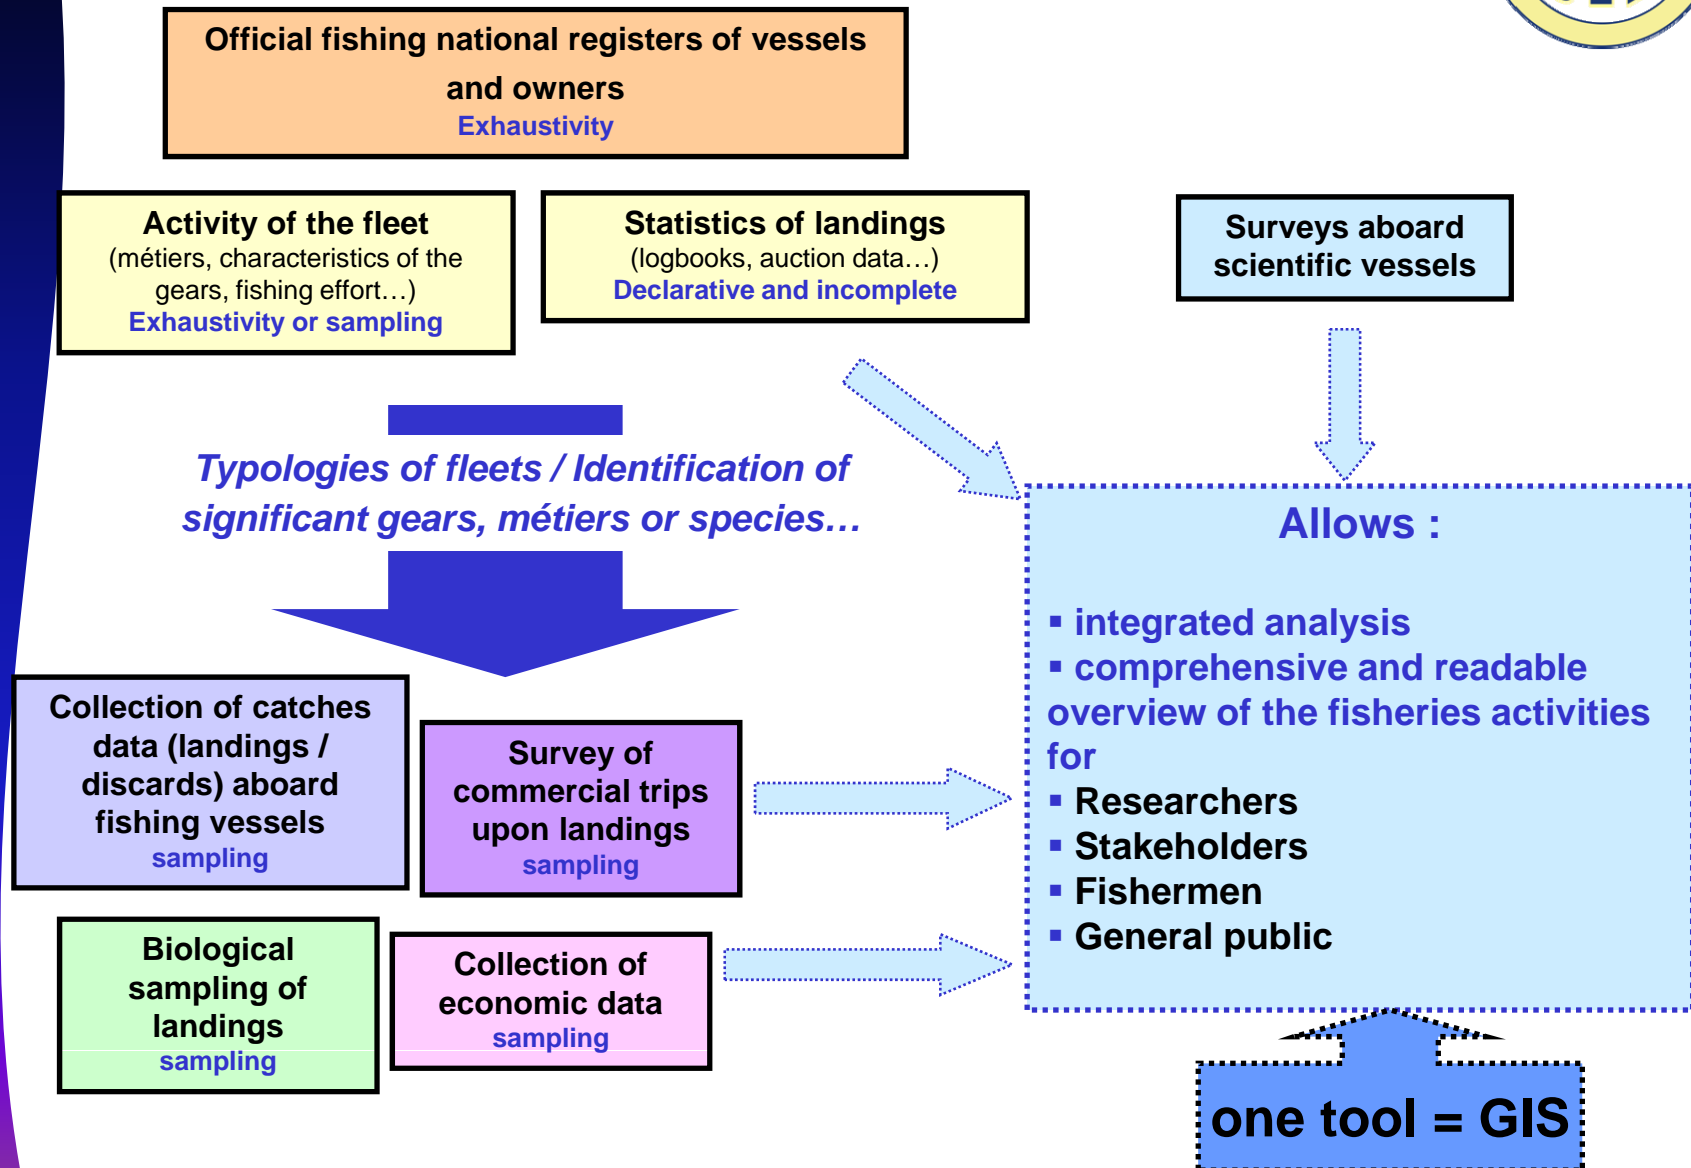 Official fishing national registers of vessels
and owners
Exhaustivity
Activity of the fleet
(métiers, characteristics of the
gears, fishing effort…)
Exhaustivity or sampling
Statistics of landings
(logbooks, auction data…)
Declarative and incomplete
Surveys aboard
scientific vessels
Typologies of fleets / Identification of
significant gears, métiers or species…
Collection of catches
data (landings /
discards) aboard
fishing vessels
sampling
Survey of
commercial trips
upon landings
sampling
Biological
sampling of
landings
sampling
Collection of
economic data
sampling
Allows :
▪ integrated analysis
▪ comprehensive and readable
overview of the fisheries activities
for
▪ Researchers
▪ Stakeholders
▪ Fishermen
▪ General public
one tool = GIS